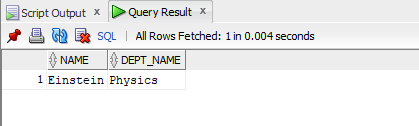 Script Output × Query Result ×
SQL | All Rows Fetched: 1 in 0.004 seconds
NAME DEPT_NAME
1 Einstein Physics